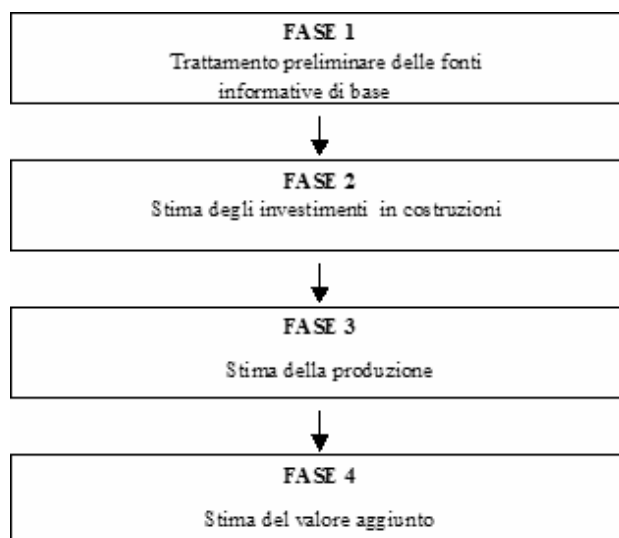 FASE 1
Trattamento preliminare delle fonti
informative di base
FASE 2
Stima degli investimenti in costruzioni
FASE 3
Stima della produzione
FASE 4
Stima del valore aggiunto